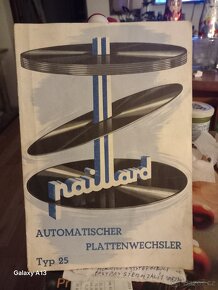 paillard
AUTOMATISCHER
PLATTENWECHSLER
Typ 25
Galaxy A13